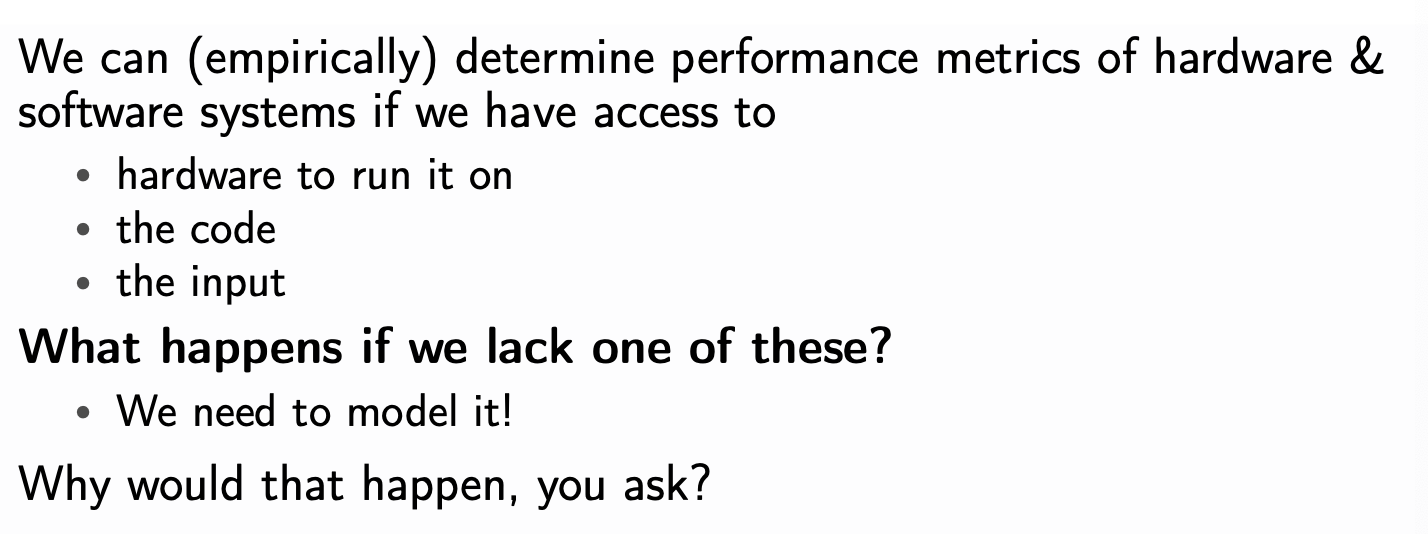 We can (empirically) determine performance metrics of hardware &
software systems if we have access to
• hardware to run it on
• the code
• the input
What happens if we lack one of these?
• We need to model it!
Why would that happen, you ask?